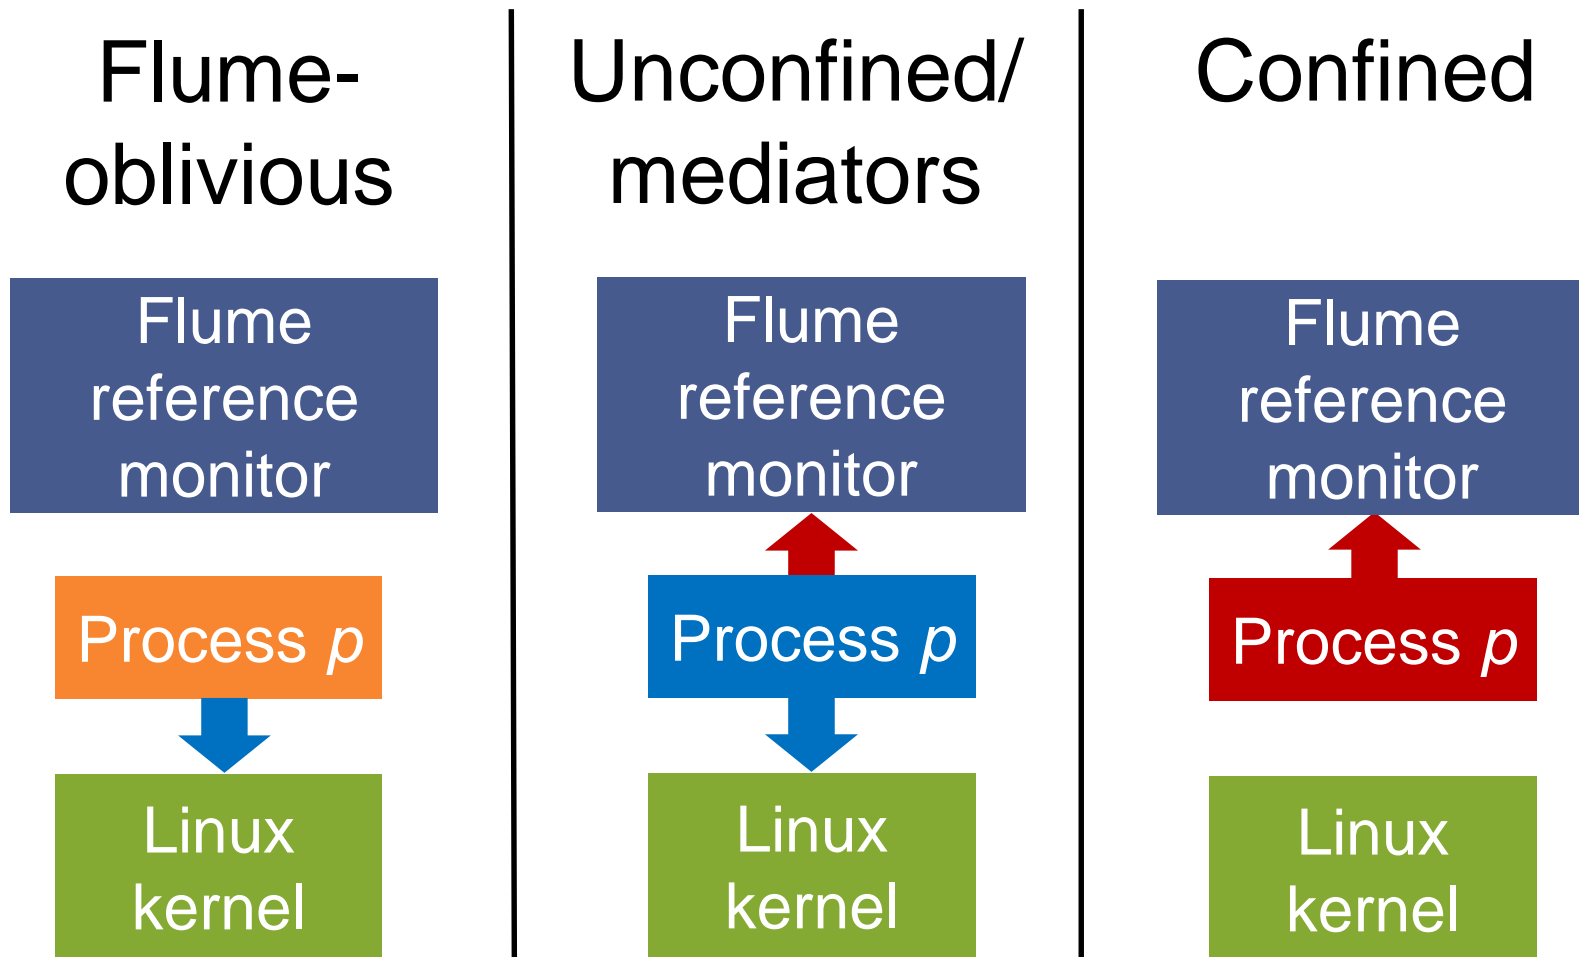 Flume-
oblivious
Flume
reference
monitor
Process p
Linux
kernel
Unconfined/
mediators
Flume
reference
monitor
Process p
Linux
kernel
Confined
Flume
reference
monitor
Process p
Linux
kernel